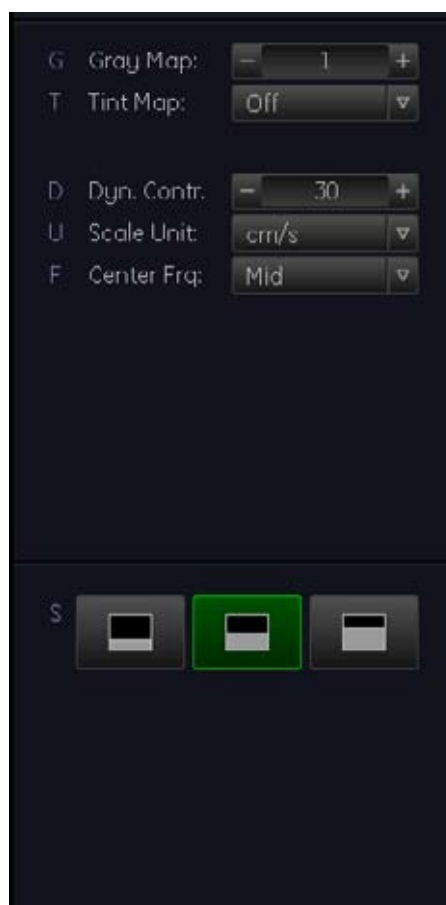 G Gray Map: - 1 +
T Tint Map: Off
D Dyn. Contr. - 30 +
U Scale Unit: cm/s
F Center Frq: Mid
S